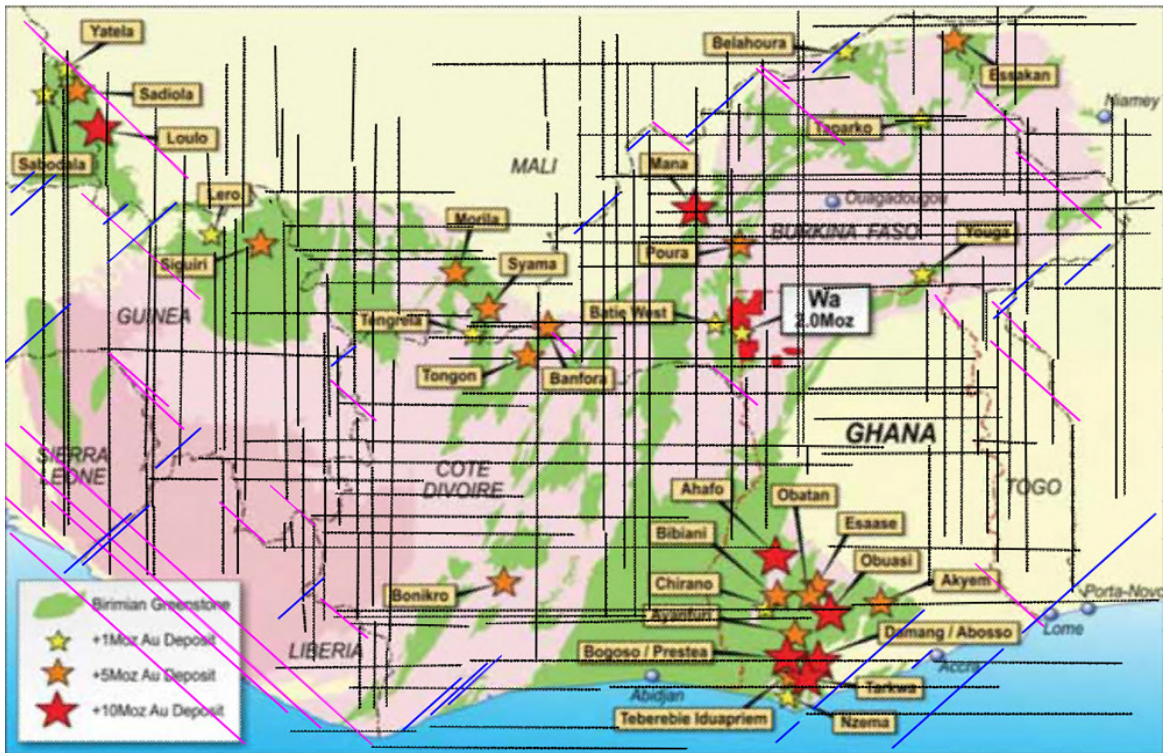 Yatela
Belahoura
Essakan
Sadiola
Niamey
Loulo
Taparko
Sabodala
MALI
Mana
Lero
Ouagadougou
Morila
BURKINA FASO
Youga
Siguiri
Poura
Syama
Wa
2.0Moz
GUINEA
Batie West
Tengrela
Tongon
Banfora
GHANA
SIERRA
LEONE
COTE
DIVOIRE
TOGO
Ahafo
Obatan
Esaase
Bibiani
Obuasi
Chirano
Akyem
Bonikro
Porta-Novo
Birimian Greenstone
Ayanfuri
Lome
+1Moz Au Deposit
Damang / Abosso
LIBERIA
Bogoso / Prestea
Accra
+5Moz Au Deposit
Abidjan
Tarkwa
+10Moz Au Deposit
Teberebie Iduapriem
Nzema